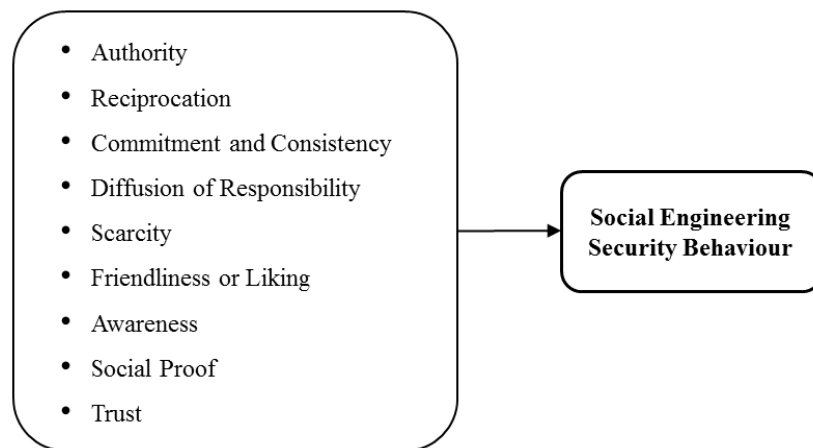 • Authority
• Reciprocation
• Commitment and Consistency
• Diffusion of Responsibility
• Scarcity
• Friendliness or Liking
• Awareness
• Social Proof
• Trust
Social Engineering
Security Behaviour